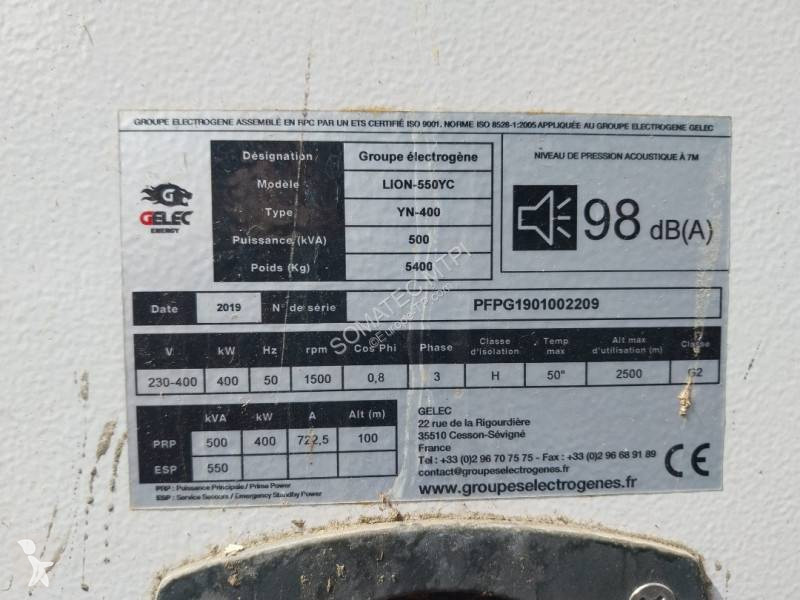 GROUPE ELECTROGENE ASSEMBLÉ EN RPC PAR UN ETS CERTIFIÉ ISO 9001. NORME ISO 8528-1:2005 APPLIQUÉE AU GROUPE ELECTROGENE GELEC
G
GELEC
ENERGY
Désignation Groupe électrogène
Modèle LION-550YC
Type YN-400
Puissance (kVA) 500
Poids (Kg) 5400
NIVEAU DE PRESSION ACOUSTIQUE À 7M
98 dB(A)
Date 2019 N° de série PFPG1901002209
V kW Hz rpm Cos Phi Phase Classe d'isolation Temp max Alt max d'utilisation (m) Classe
230-400 400 50 1500 0,8 3 H 50° 2500 G2
kVA kW A Alt (m)
PRP 500 400 722,5 100
ESP 550
PRP : Puissance Principale / Prime Power
ESP : Service Secours / Emergency Standby Power
GELEC
22 rue de la Rigourdière
35510 Cesson-Sévigné
France
Tel : +33 (0)2 96 70 75 75 - Fax : +33 (0)2 96 68 91 89
contact@groupeselectrogenes.fr
www.groupeselectrogenes.fr
CE
SOMATEC MTPI